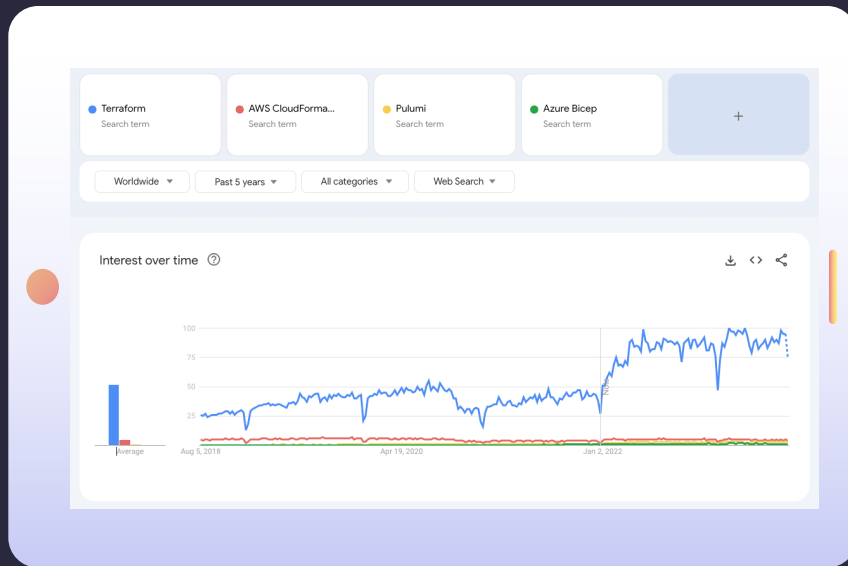 Terraform
Search term
AWS CloudForma...
Search term
Pulumi
Search term
Azure Bicep
Search term
+
Worldwide
Past 5 years
All categories
Web Search
Interest over time ?
100
75
50
25
Average
Aug 5, 2018
Apr 19, 2020
Jan 2, 2022